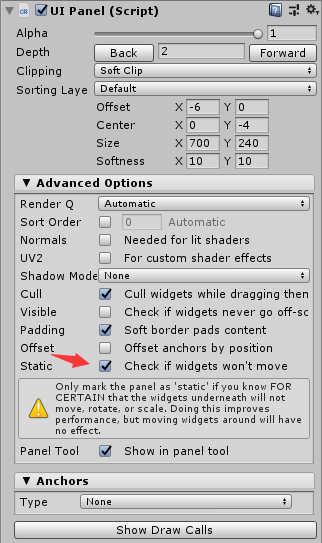 UI Panel (Script)
Alpha 1
Depth Back 2 Forward
Clipping Soft Clip
Sorting Laye Default
Offset X -6 Y 0
Center X 0 Y -4
Size X 700 Y 240
Softness X 10 Y 10
Advanced Options
Render Q Automatic
Sort Order 0 Automatic
Normals Needed for lit shaders
UV2 For custom shader effects
Shadow Mode None
Cull Cull widgets while dragging then
Visible Check if widgets never go off-sc
Padding Soft border pads content
Offset Offset anchors by position
Static Check if widgets won't move
Only mark the panel as 'static' if you know FOR
CERTAIN that the widgets underneath will not
move, rotate, or scale. Doing this improves
performance, but moving widgets around will have
no effect.
Panel Tool Show in panel tool
Anchors
Type None
Show Draw Calls